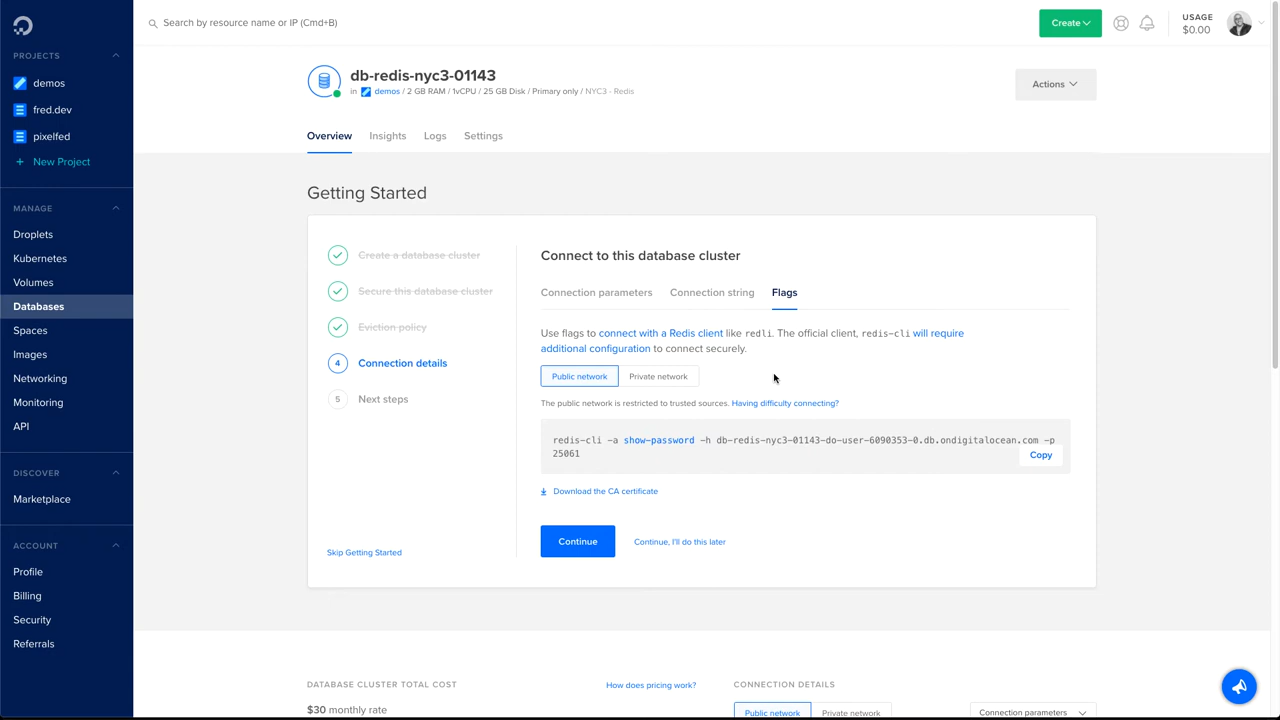 Search by resource name or IP (Cmd+B)
Create
USAGE
$0.00
PROJECTS
demos
fred.dev
pixelfed
+ New Project
MANAGE
Droplets
Kubernetes
Volumes
Databases
Spaces
Images
Networking
Monitoring
API
DISCOVER
Marketplace
ACCOUNT
Profile
Billing
Security
Referrals
db-redis-nyc3-01143
in demos / 2 GB RAM / 1vCPU / 25 GB Disk / Primary only / NYC3 - Redis
Actions
Overview Insights Logs Settings
Getting Started
Create a database cluster
Secure this database cluster
Eviction policy
4 Connection details
5 Next steps
Skip Getting Started
Connect to this database cluster
Connection parameters Connection string Flags
Use flags to connect with a Redis client like redli. The official client, redis-cli will require
additional configuration to connect securely.
Public network Private network
The public network is restricted to trusted sources. Having difficulty connecting?
redis-cli -a show-password -h db-redis-nyc3-01143-do-user-6090353-0.db.ondigitalocean.com -p
25061
Copy
Download the CA certificate
Continue Continue, I'll do this later
DATABASE CLUSTER TOTAL COST
How does pricing work?
$30 monthly rate
CONNECTION DETAILS
Public network Private network
Connection parameters